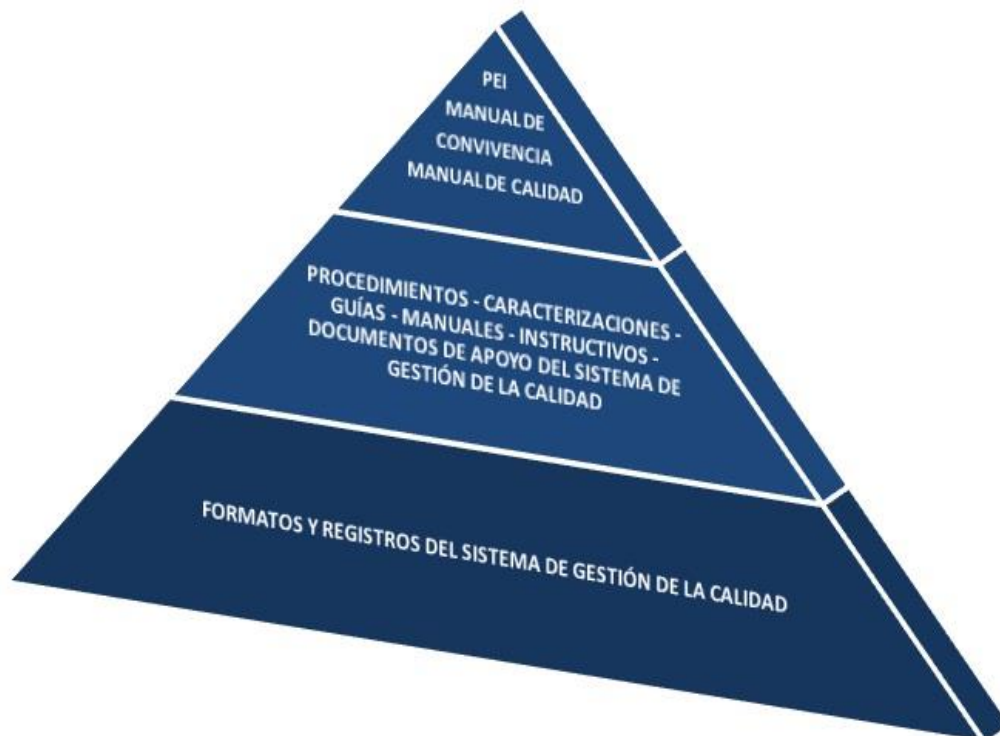 PEI
MANUAL DE
CONVIVENCIA
MANUAL DE CALIDAD
PROCEDIMIENTOS - CARACTERIZACIONES -
GUÍAS - MANUALES - INSTRUCTIVOS -
DOCUMENTOS DE APOYO DEL SISTEMA DE
GESTIÓN DE LA CALIDAD
FORMATOS Y REGISTROS DEL SISTEMA DE GESTIÓN DE LA CALIDAD